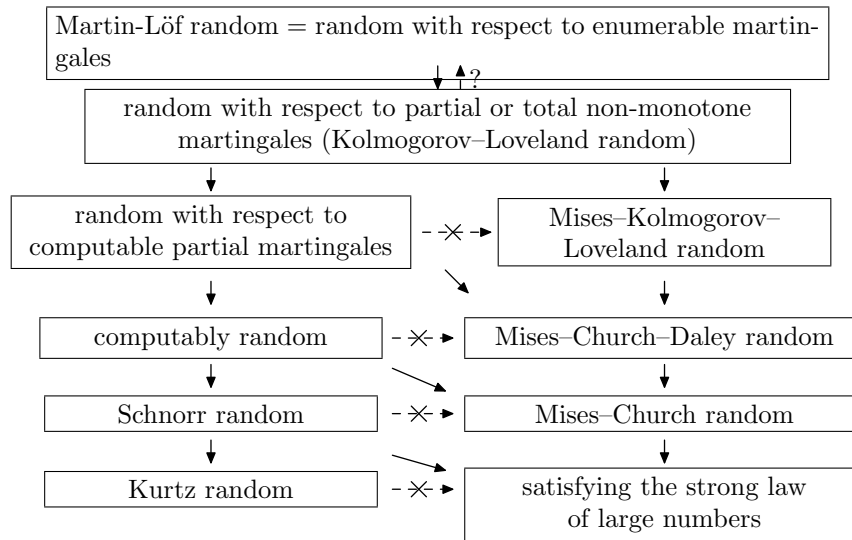 Martin-Löf random = random with respect to enumerable martin-
gales
?
random with respect to partial or total non-monotone
martingales (Kolmogorov–Loveland random)
random with respect to
computable partial martingales
Mises–Kolmogorov–
Loveland random
computably random
Mises–Church–Daley random
Schnorr random
Mises–Church random
Kurtz random
satisfying the strong law
of large numbers